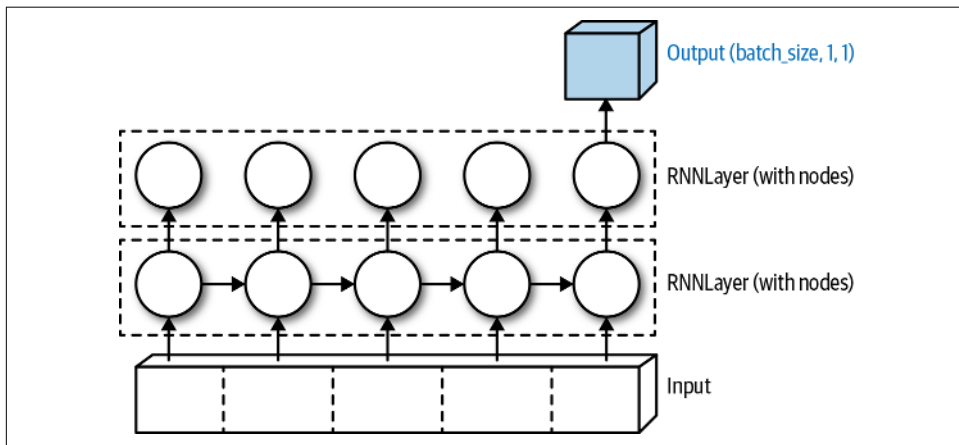 Output (batch_size, 1, 1)
RNNLayer (with nodes)
RNNLayer (with nodes)
Input